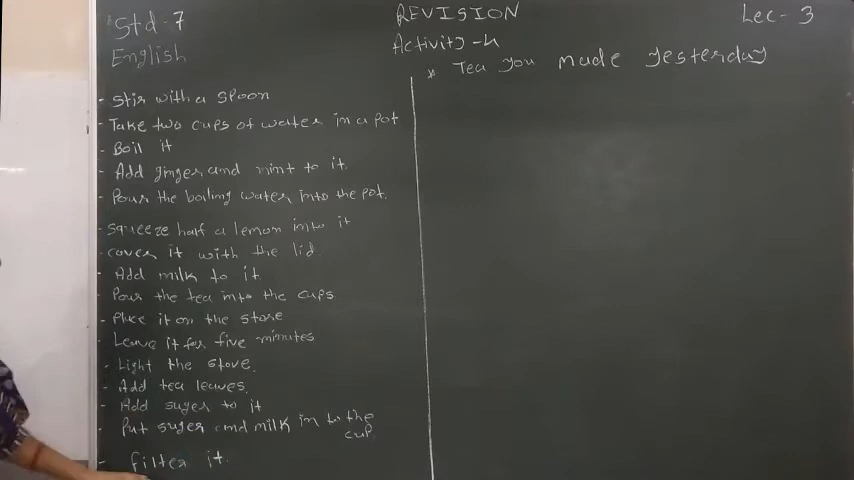 Std-7
REVISION
Lec-3
English
Activity-4
* Tea you made yesterday
- Stir with a spoon
- Take two cups of water in a pot
- Boil it
- Add ginger and mint to it.
- Pour the boiling water into the pot.
- squeeze half a lemon into it
- cover it with the lid
- Add milk to it.
- Pour the tea into the cups
- Place it on the stove
- Leave it for five minutes
- Light the stove.
- Add tea leaves.
- Add suger to it
- Put suger and milk in to the
cup.
- filter it.